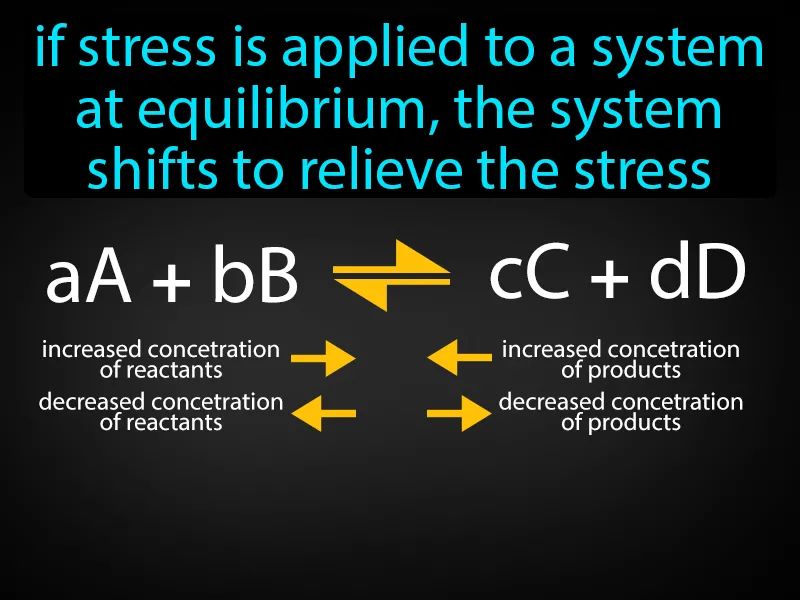 if stress is applied to a system
at equilibrium, the system
shifts to relieve the stress
aA + bB ⇌ cC + dD
increased concetration
of reactants
increased concetration
of products
decreased concetration
of reactants
decreased concetration
of products